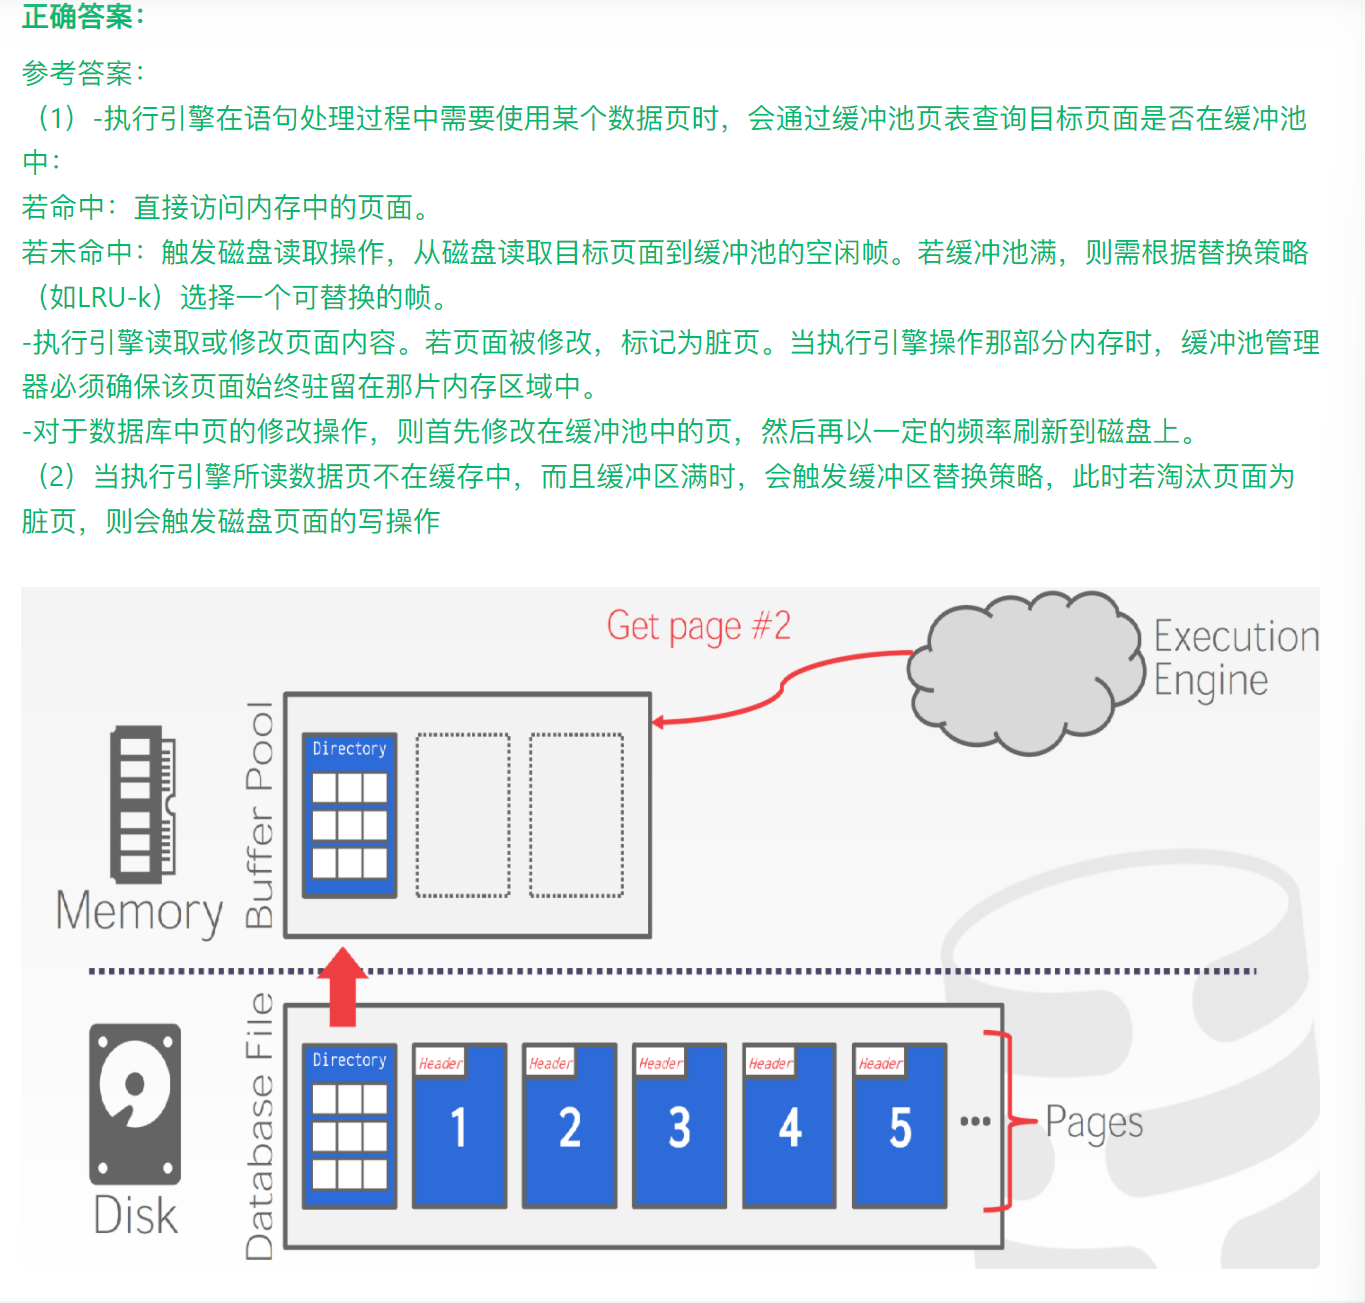 正确答案：
参考答案：
（1）-执行引擎在语句处理过程中需要使用某个数据页时，会通过缓冲池页表查询目标页面是否在缓冲池
中：
若命中：直接访问内存中的页面。
若未命中：触发磁盘读取操作，从磁盘读取目标页面到缓冲池的空闲帧。若缓冲池满，则需根据替换策略
（如LRU-k）选择一个可替换的帧。
-执行引擎读取或修改页面内容。若页面被修改，标记为脏页。当执行引擎操作那部分内存时，缓冲池管理
器必须确保该页面始终驻留在那片内存区域中。
-对于数据库中页的修改操作，则首先修改在缓冲池中的页，然后再以一定的频率刷新到磁盘上。
（2）当执行引擎所读数据页不在缓存中，而且缓冲区满时，会触发缓冲区替换策略，此时若淘汰页面为
脏页，则会触发磁盘页面的写操作
Get page #2
Execution
Engine
Buffer Pool
Directory
Memory
Database File
Directory
Header
1
Header
2
Header
3
Header
4
Header
5
...
Pages
Disk